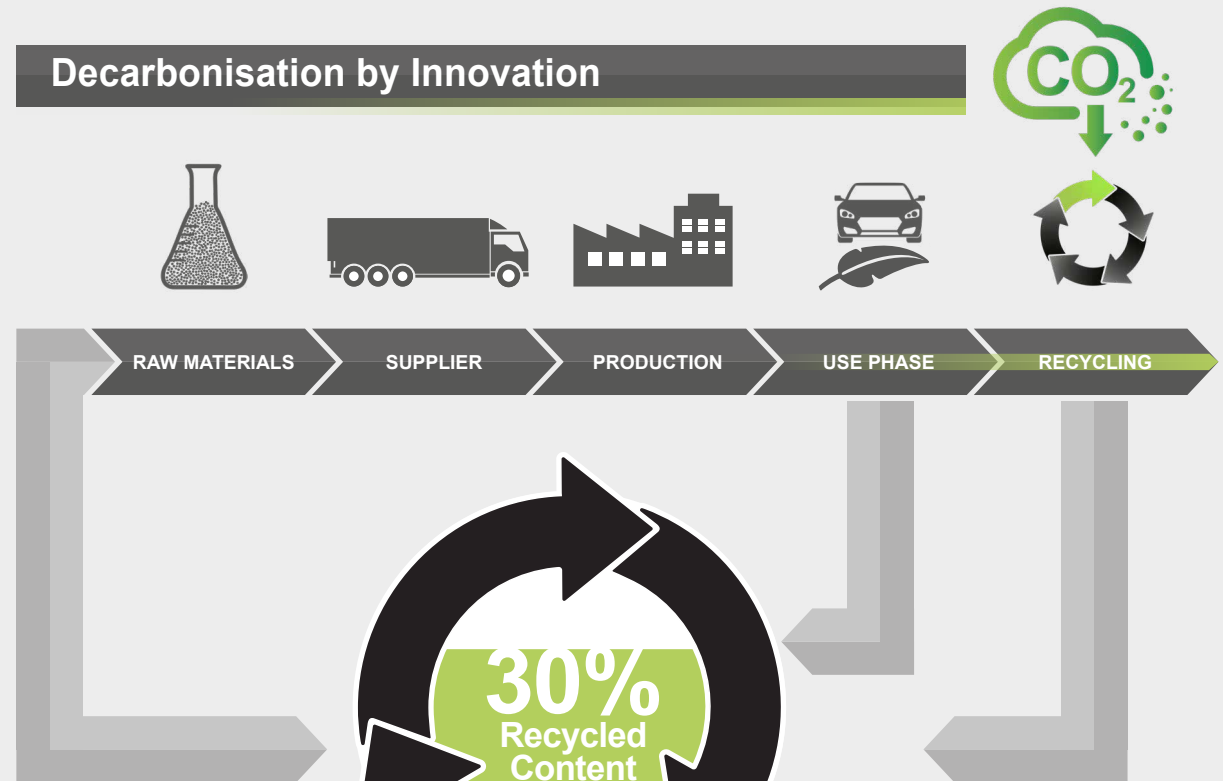 Decarbonisation by Innovation
CO2
RAW MATERIALS
SUPPLIER
PRODUCTION
USE PHASE
RECYCLING
30%
Recycled
Content